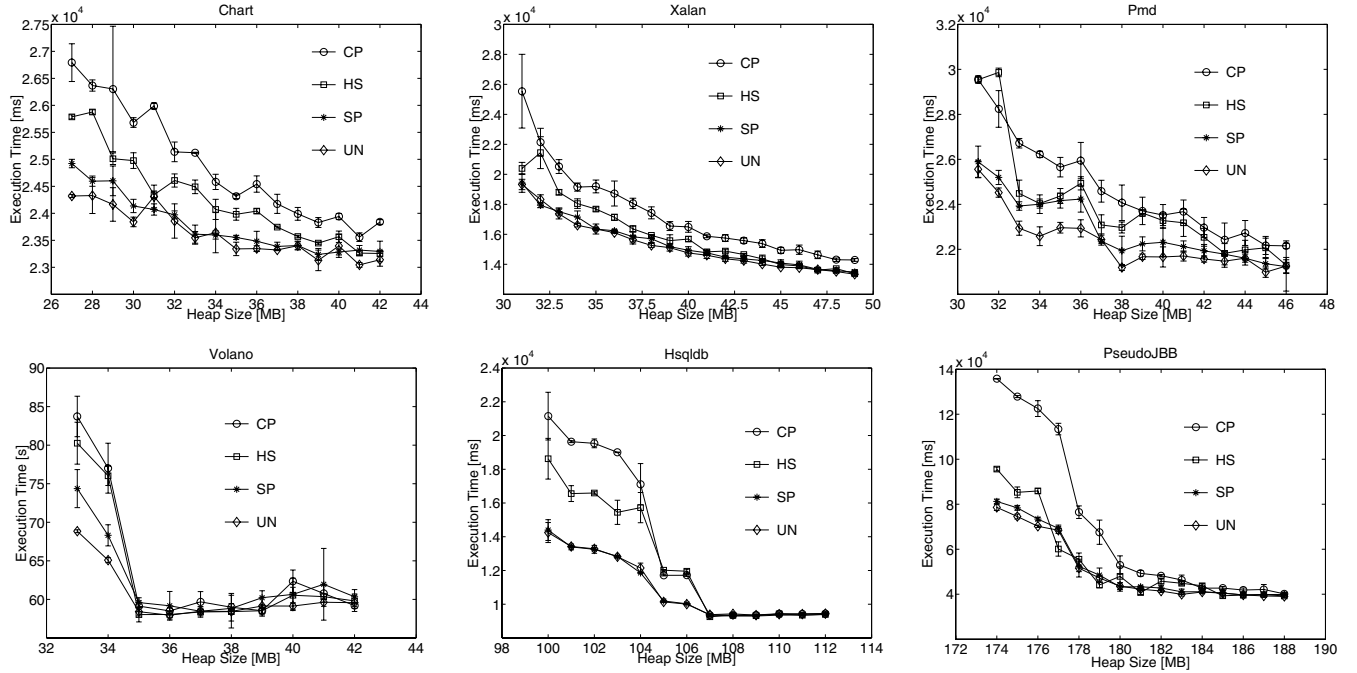 Chart
x 10 4
2.75
2.7
2.65
2.6
2.55
2.5
2.45
2.4
2.35
2.3
Execution Time [ms]
CP
HS
SP
UN
26 28 30 32 34 36 38 40 42 44
Heap Size [MB]
Xalan
x 10 4
3
2.8
2.6
2.4
2.2
2
1.8
1.6
1.4
Execution Time [ms]
CP
HS
SP
UN
30 32.5 35 37.5 40 42.5 45 47.5 50
Heap Size [MB]
Pmd
x 10 4
3.2
3
2.8
2.6
2.4
2.2
Execution Time [ms]
CP
HS
SP
UN
30 32 34 36 38 40 42 44 46 48
Heap Size [MB]
Volano
90
85
80
75
70
65
60
Execution Time [s]
CP
HS
SP
UN
32 34 36 38 40 42 44
Heap Size [MB]
Hsqldb
x 10 4
2.4
2.2
2
1.8
1.6
1.4
1.2
1
Execution Time [ms]
CP
HS
SP
UN
98 100 102 104 106 108 110 112 114
Heap Size [MB]
PseudoJBB
x 10 4
14
12
10
8
6
4
Execution Time [ms]
CP
HS
SP
UN
172 174 176 178 180 182 184 186 188 190
Heap Size [MB]